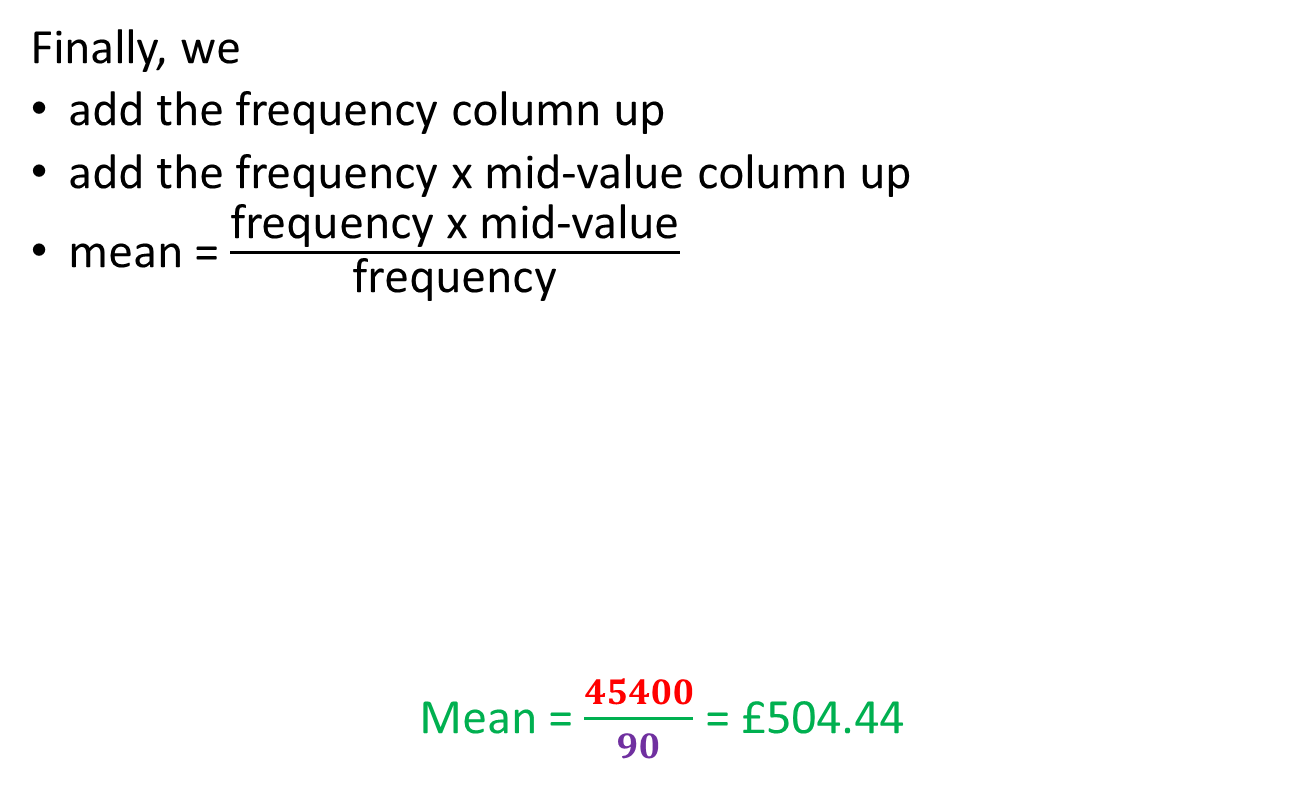 Finally, we
• add the frequency column up
• add the frequency x mid-value column up
• mean = frequency x mid-value / frequency
Mean = 45400 / 90 = £504.44